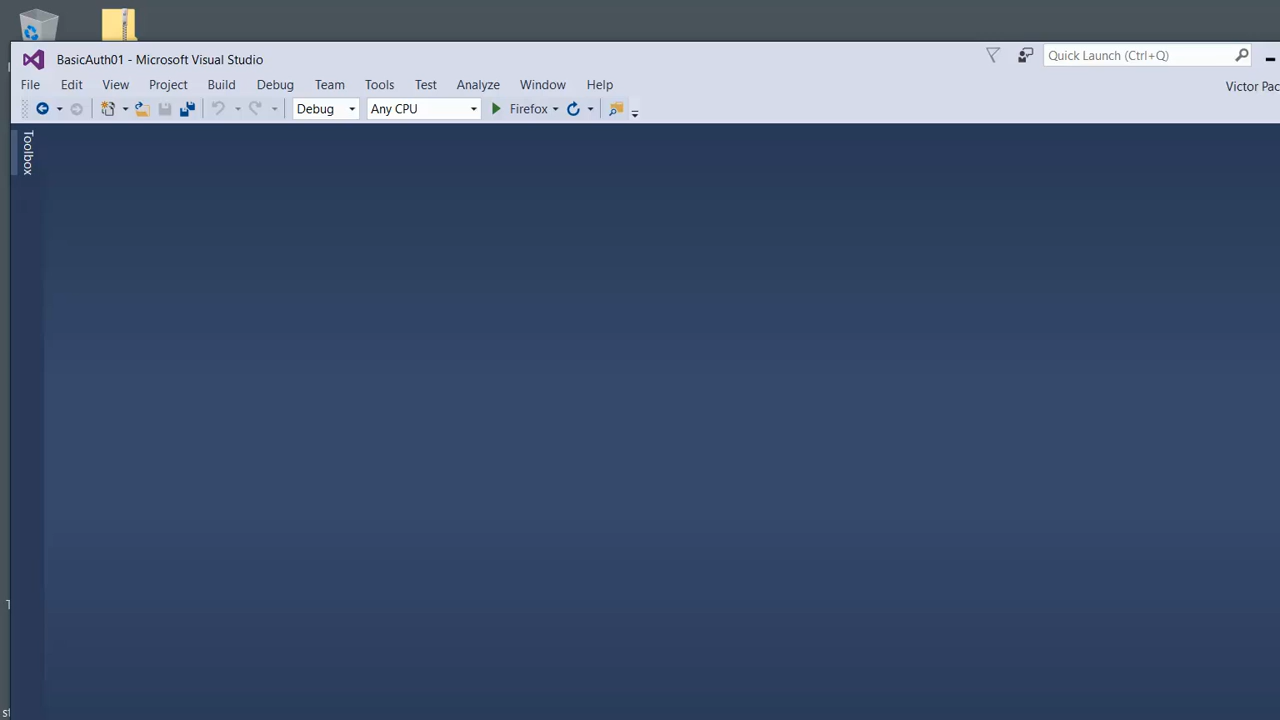 BasicAuth01 - Microsoft Visual Studio
Quick Launch (Ctrl+Q)
File Edit View Project Build Debug Team Tools Test Analyze Window Help
Victor Pac
Debug Any CPU Firefox
Toolbox